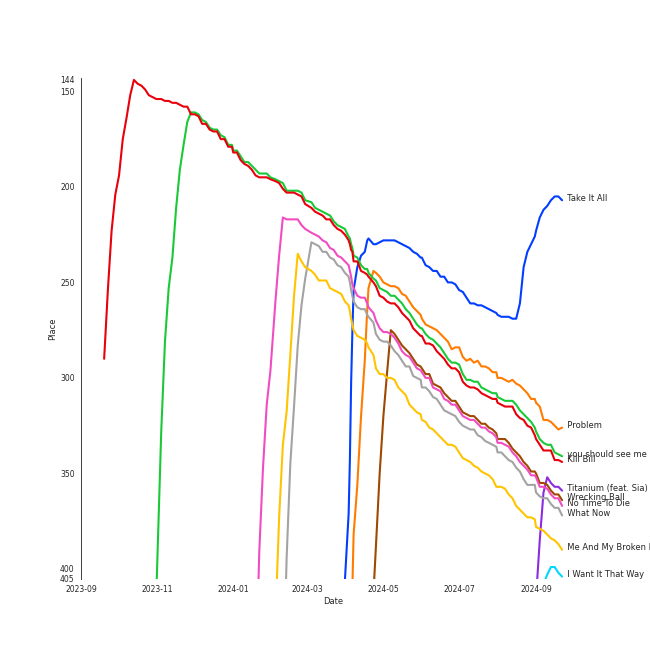 144
150
200
250
300
350
400
405
Place
2023-09
2023-11
2024-01
2024-03
2024-05
2024-07
2024-09
Date
Take It All
Problem
you should see me
Kill Bill
Titanium (feat. Sia)
Wrecking Ball
No Time To Die
What Now
Me And My Broken
I Want It That Way